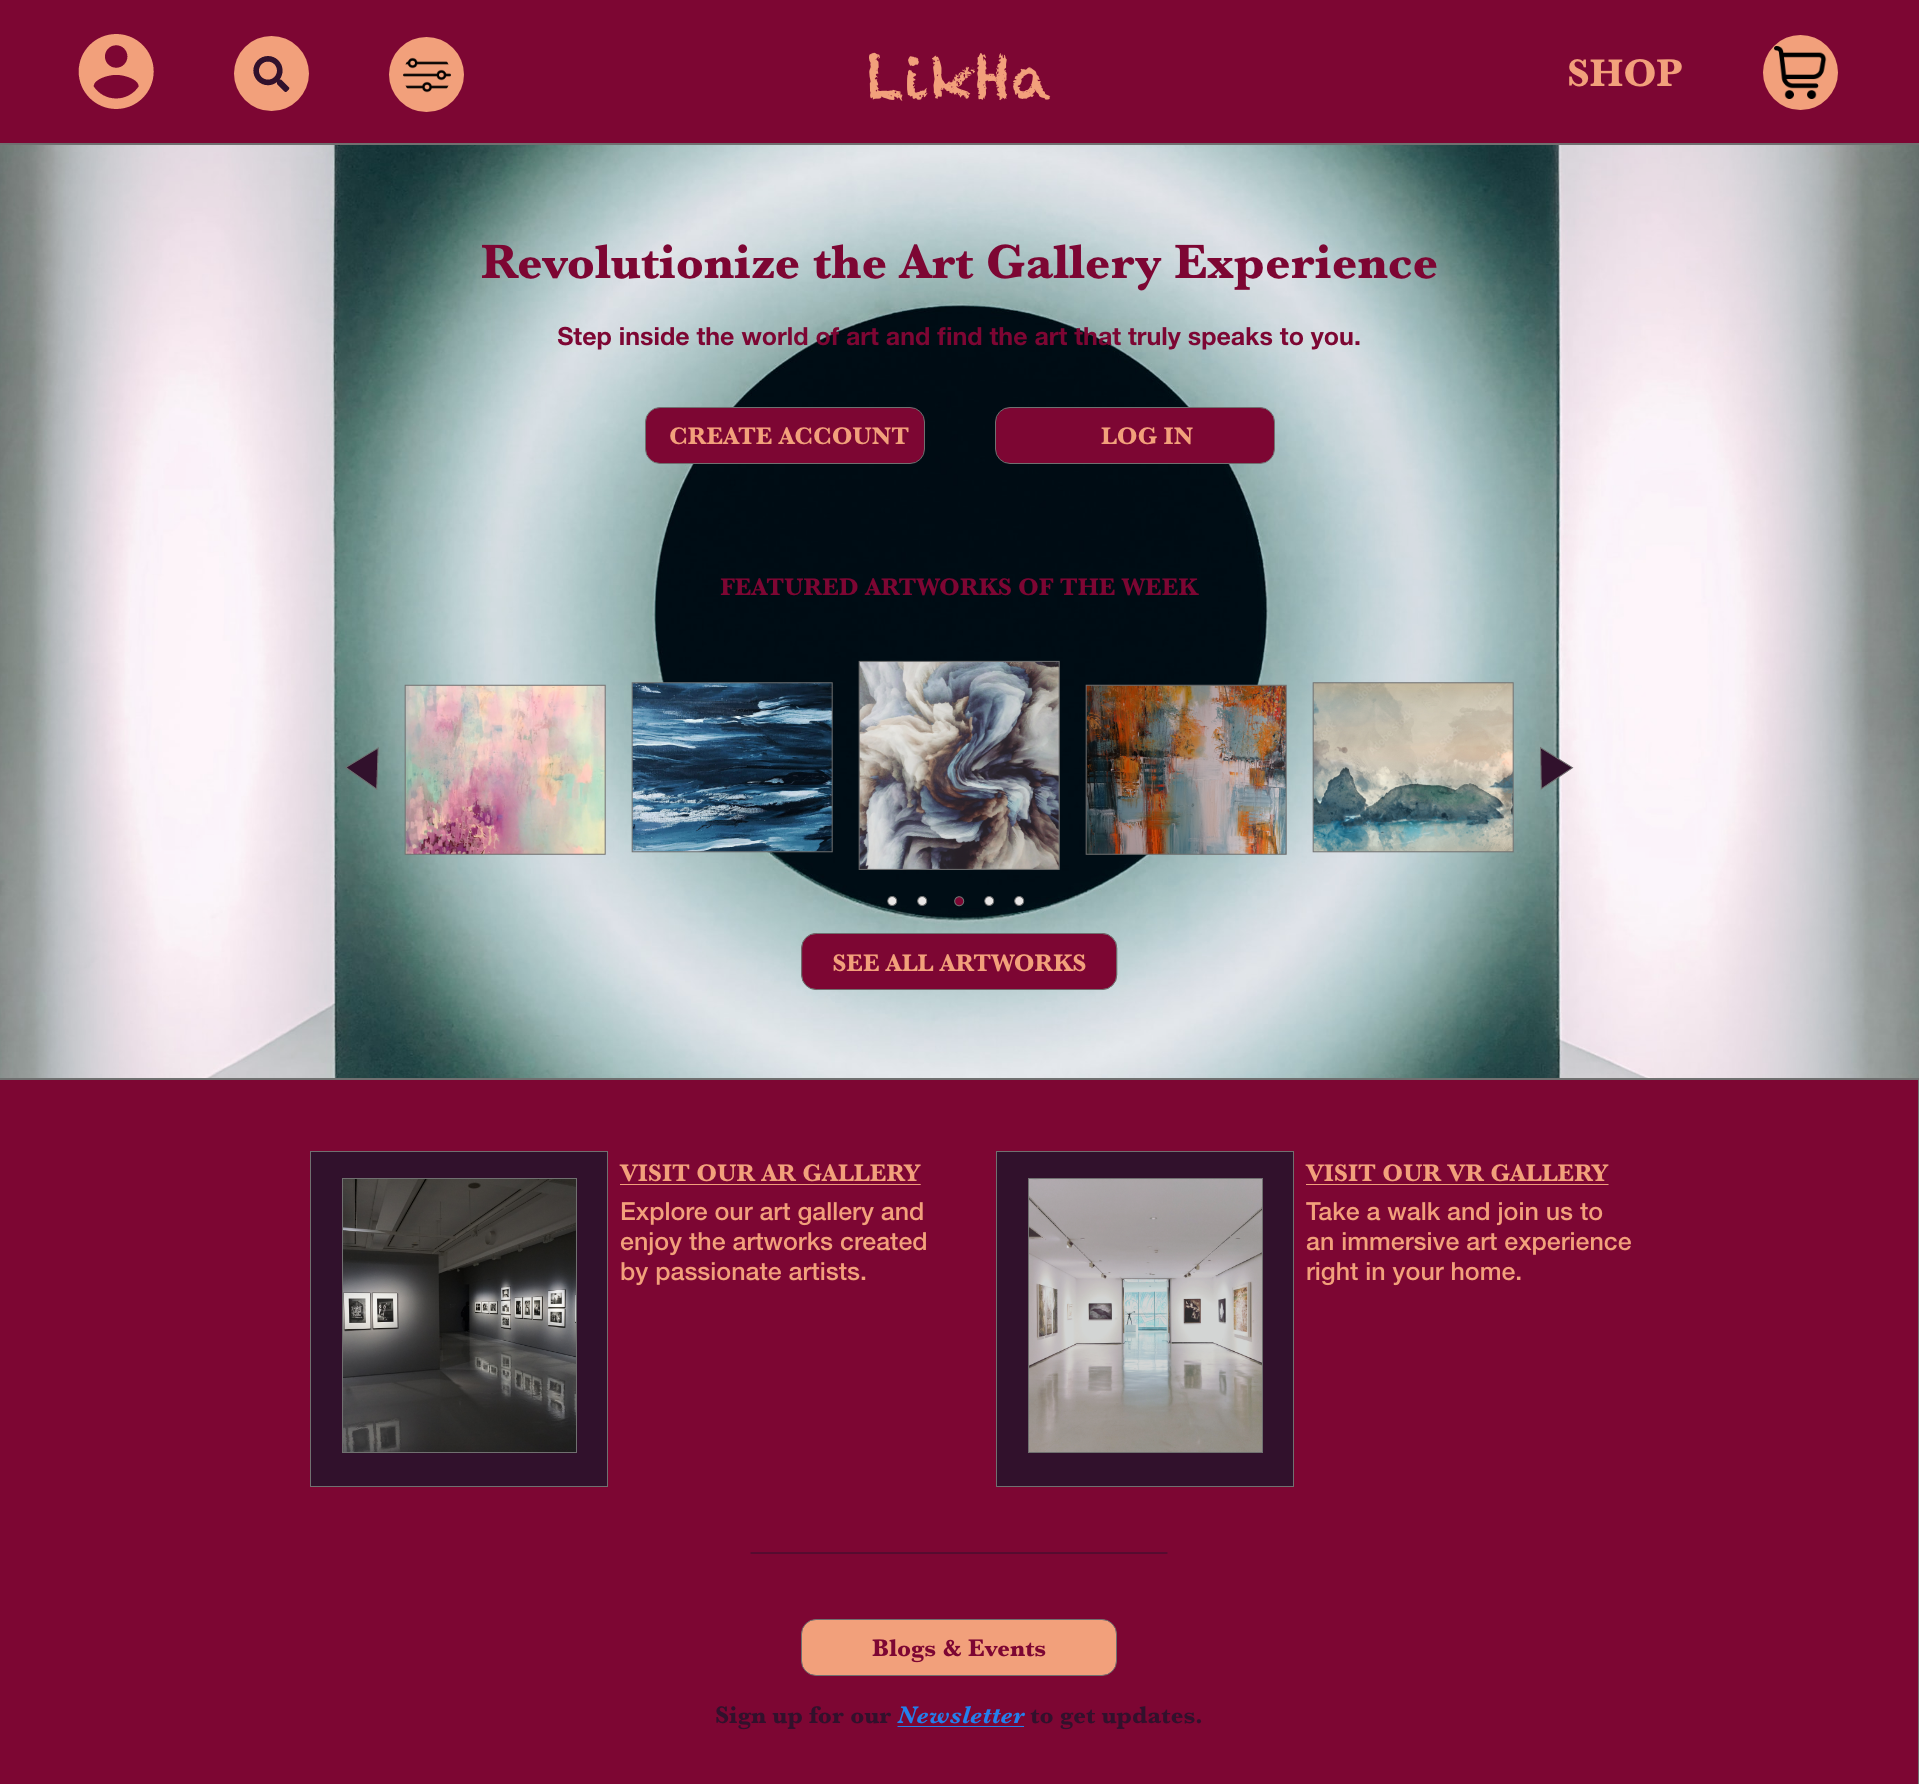 LikHa
SHOP
Revolutionize the Art Gallery Experience
Step inside the world of art and find the art that truly speaks to you.
CREATE ACCOUNT
LOG IN
FEATURED ARTWORKS OF THE WEEK
SEE ALL ARTWORKS
VISIT OUR AR GALLERY
Explore our art gallery and
enjoy the artworks created
by passionate artists.
VISIT OUR VR GALLERY
Take a walk and join us to
an immersive art experience
right in your home.
Blogs & Events
Sign up for our Newsletter to get updates.